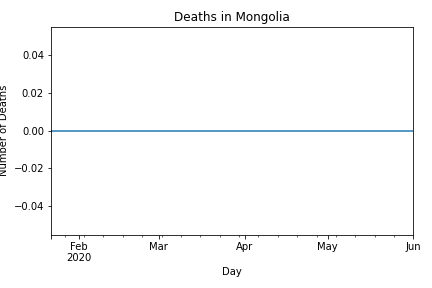 Deaths in Mongolia
0.04
0.02
0.00
−0.02
−0.04
Number of Deaths
Feb
2020
Mar
Apr
May
Jun
Day